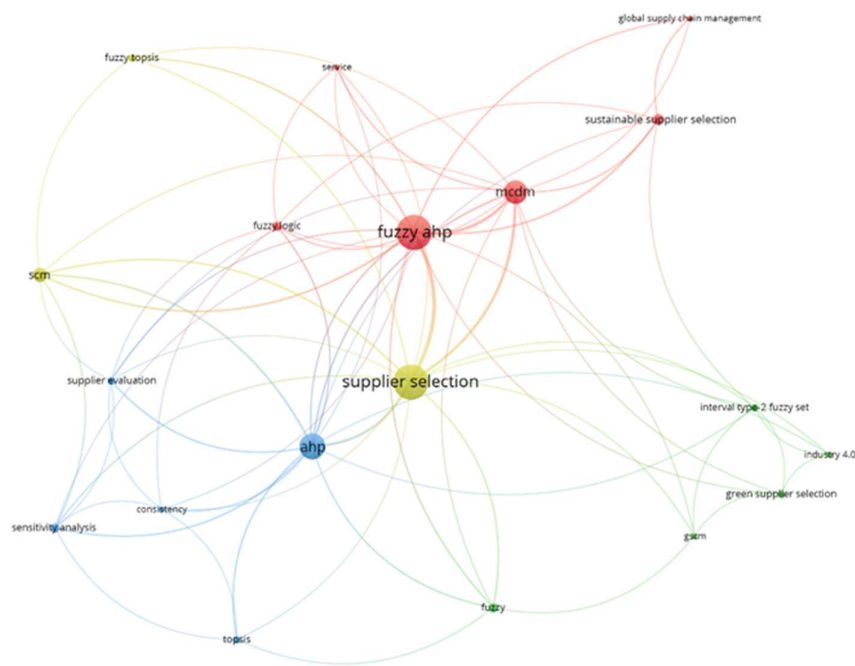 global supply chain management
fuzzy topsis
service
sustainable supplier selection
mcdm
fuzzy logic
fuzzy ahp
scm
supplier evaluation
supplier selection
interval type-2 fuzzy set
ahp
industry 4.0
green supplier selection
consistency
sensitivity analysis
gscm
fuzzy
topsis